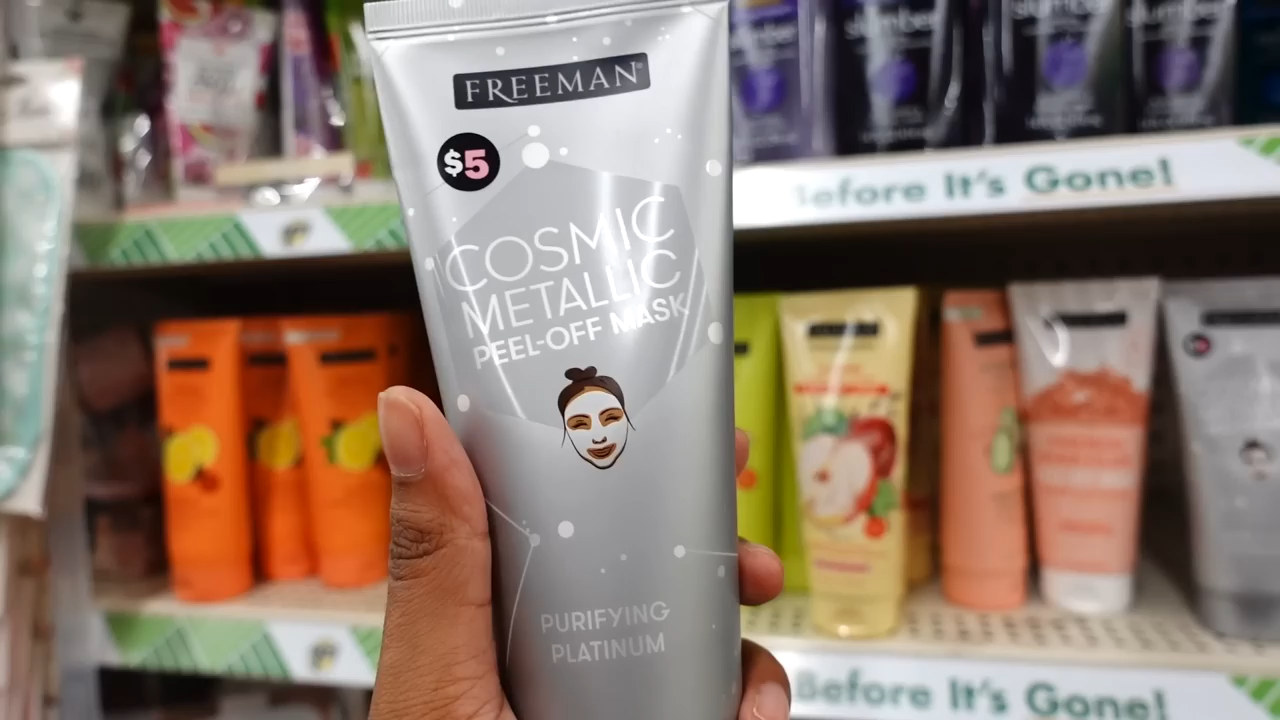 FREEMAN
$5
COSMIC
METALLIC
PEEL-OFF MASK
PURIFYING
PLATINUM
Before It's Gone!
Before It's Gone!